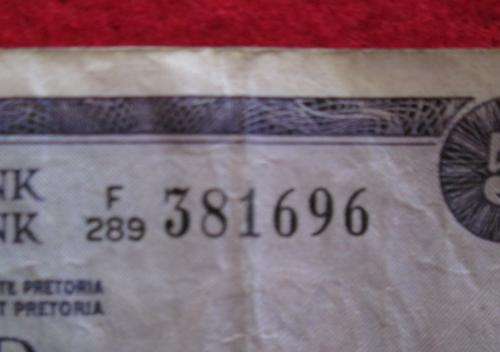 NK
NK
F
289 381696
TE PRETORIA
T PRETORIA